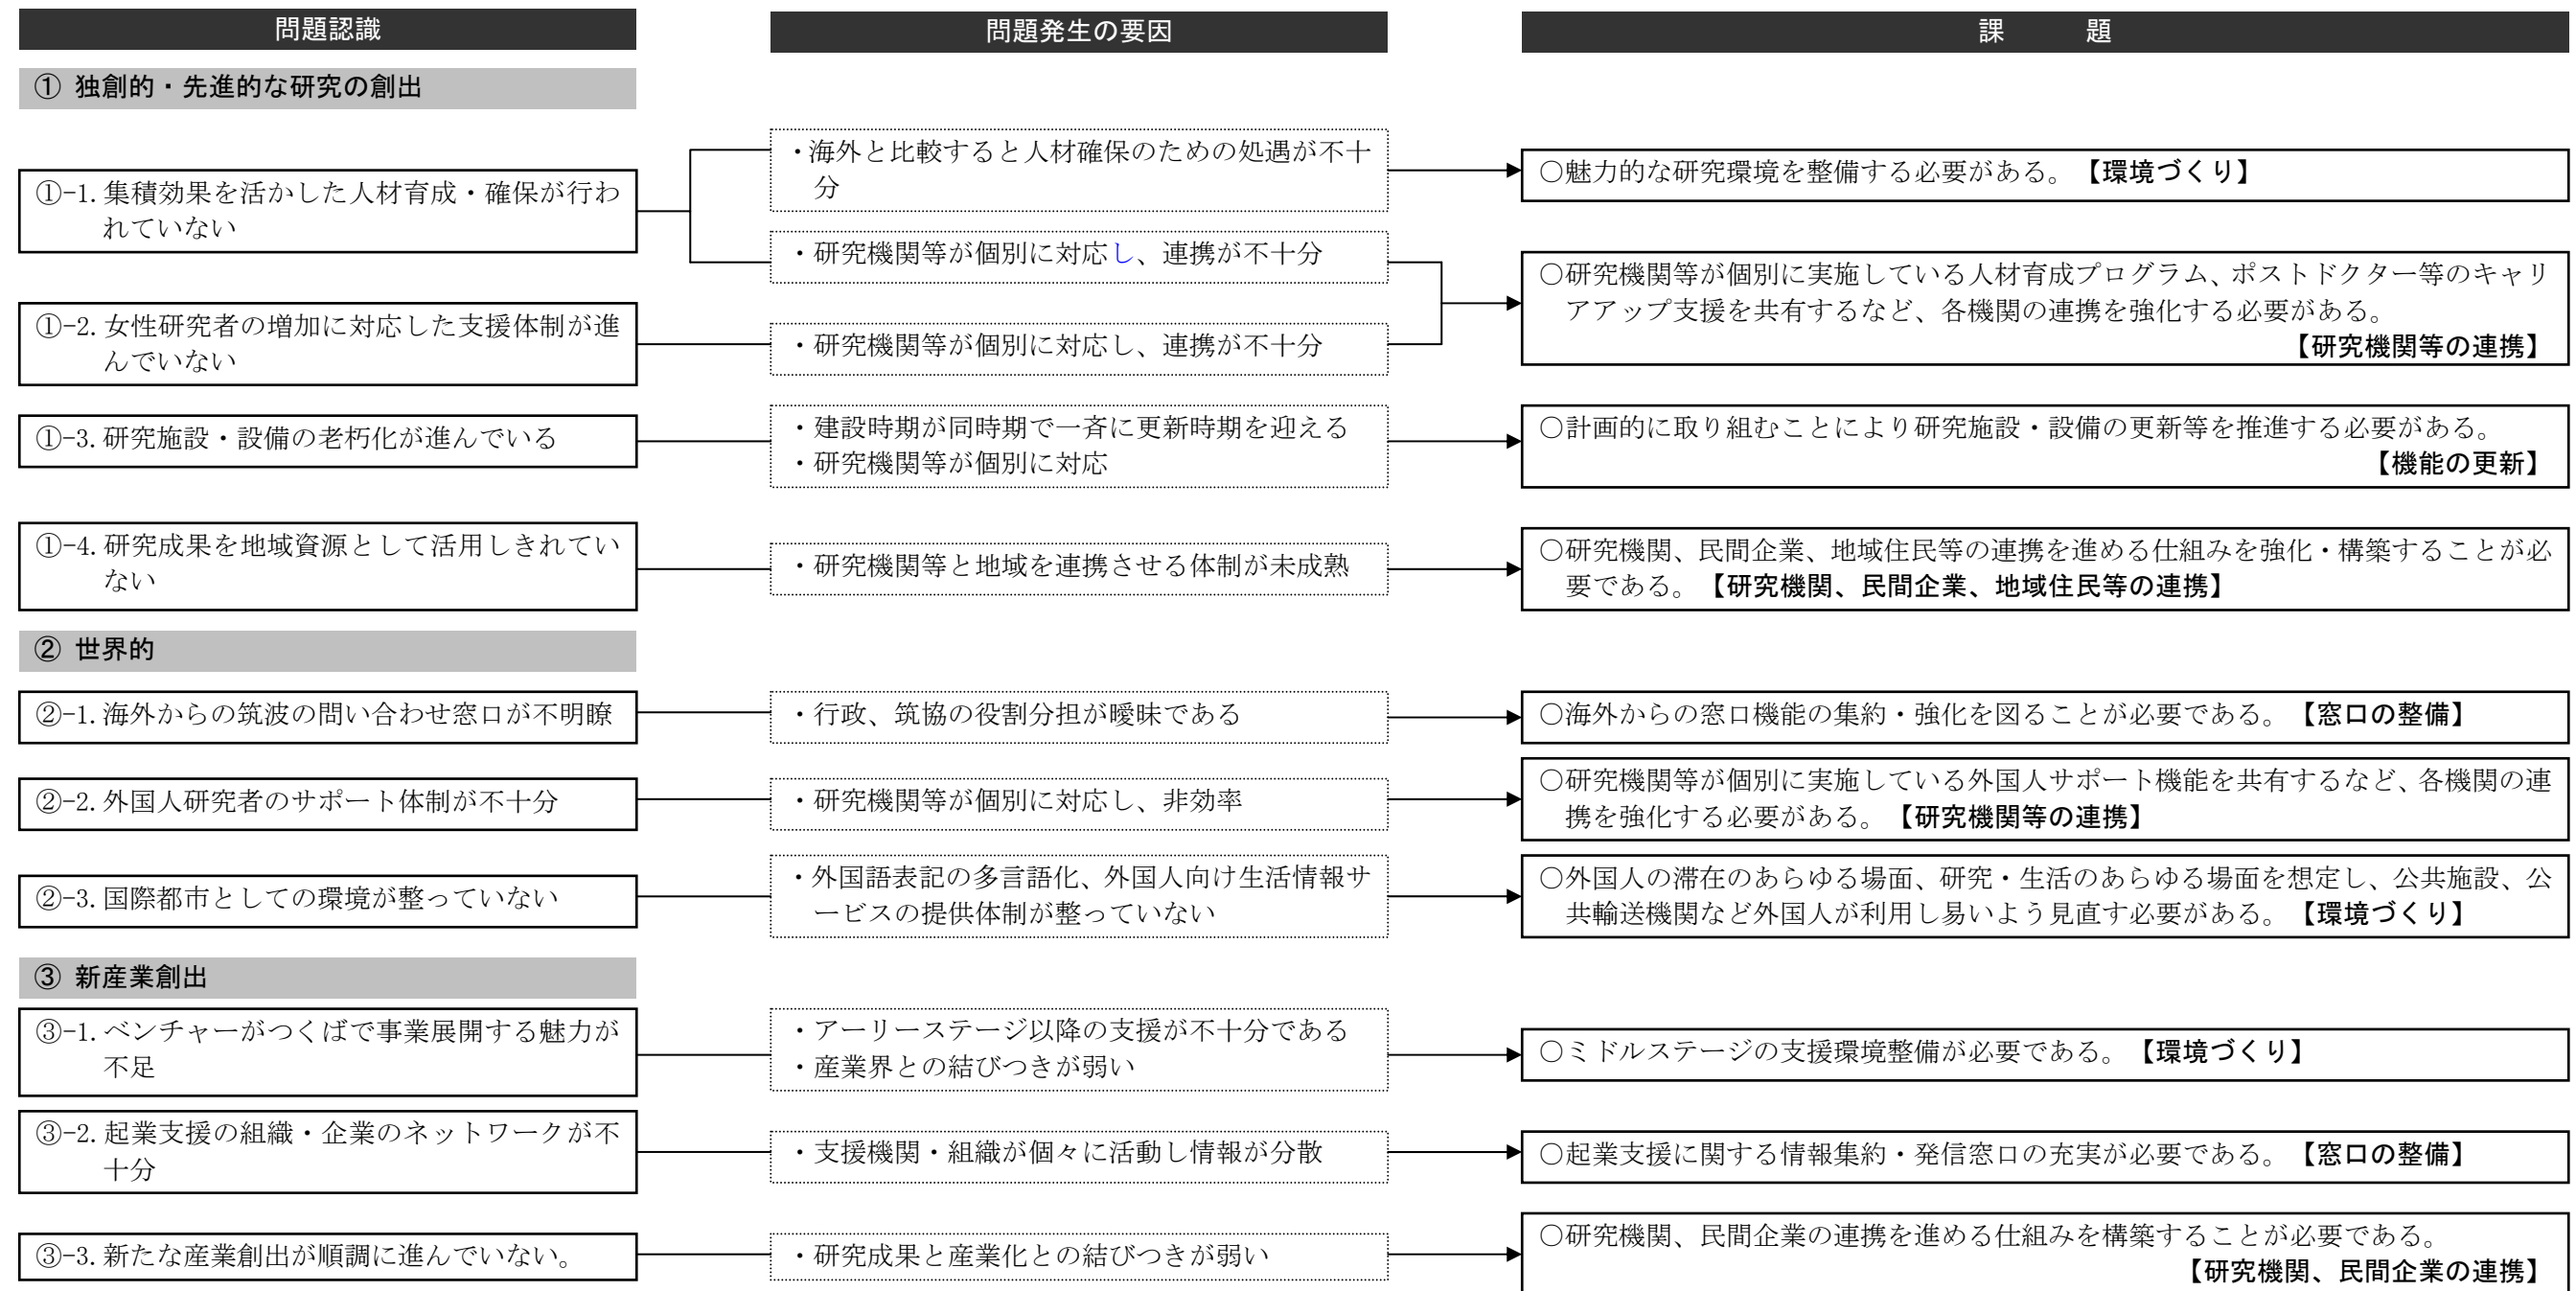 問題認識
問題発生の要因
課　　題
① 独創的・先進的な研究の創出
①-1. 集積効果を活かした人材育成・確保が行わ
れていない
・海外と比較すると人材確保のための処遇が不十
分
○魅力的な研究環境を整備する必要がある。【環境づくり】
・研究機関等が個別に対応し、連携が不十分
①-2. 女性研究者の増加に対応した支援体制が進
んでいない
・研究機関等が個別に対応し、連携が不十分
○研究機関等が個別に実施している人材育成プログラム、ポストドクター等のキャリ
アアップ支援を共有するなど、各機関の連携を強化する必要がある。
【研究機関等の連携】
①-3. 研究施設・設備の老朽化が進んでいる
・建設時期が同時期で一斉に更新時期を迎える
・研究機関等が個別に対応
○計画的に取り組むことにより研究施設・設備の更新等を推進する必要がある。
【機能の更新】
①-4. 研究成果を地域資源として活用しきれてい
ない
・研究機関等と地域を連携させる体制が未成熟
○研究機関、民間企業、地域住民等の連携を進める仕組みを強化・構築することが必
要である。【研究機関、民間企業、地域住民等の連携】
② 世界的
②-1. 海外からの筑波の問い合わせ窓口が不明瞭
・行政、筑協の役割分担が曖昧である
○海外からの窓口機能の集約・強化を図ることが必要である。【窓口の整備】
②-2. 外国人研究者のサポート体制が不十分
・研究機関等が個別に対応し、非効率
○研究機関等が個別に実施している外国人サポート機能を共有するなど、各機関の連
携を強化する必要がある。【研究機関等の連携】
②-3. 国際都市としての環境が整っていない
・外国語表記の多言語化、外国人向け生活情報サ
ービスの提供体制が整っていない
○外国人の滞在のあらゆる場面、研究・生活のあらゆる場面を想定し、公共施設、公
共輸送機関など外国人が利用し易いよう見直す必要がある。【環境づくり】
③ 新産業創出
③-1. ベンチャーがつくばで事業展開する魅力が
不足
・アーリーステージ以降の支援が不十分である
・産業界との結びつきが弱い
○ミドルステージの支援環境整備が必要である。【環境づくり】
③-2. 起業支援の組織・企業のネットワークが不
十分
・支援機関・組織が個々に活動し情報が分散
○起業支援に関する情報集約・発信窓口の充実が必要である。【窓口の整備】
③-3. 新たな産業創出が順調に進んでいない。
・研究成果と産業化との結びつきが弱い
○研究機関、民間企業の連携を進める仕組みを構築することが必要である。
【研究機関、民間企業の連携】